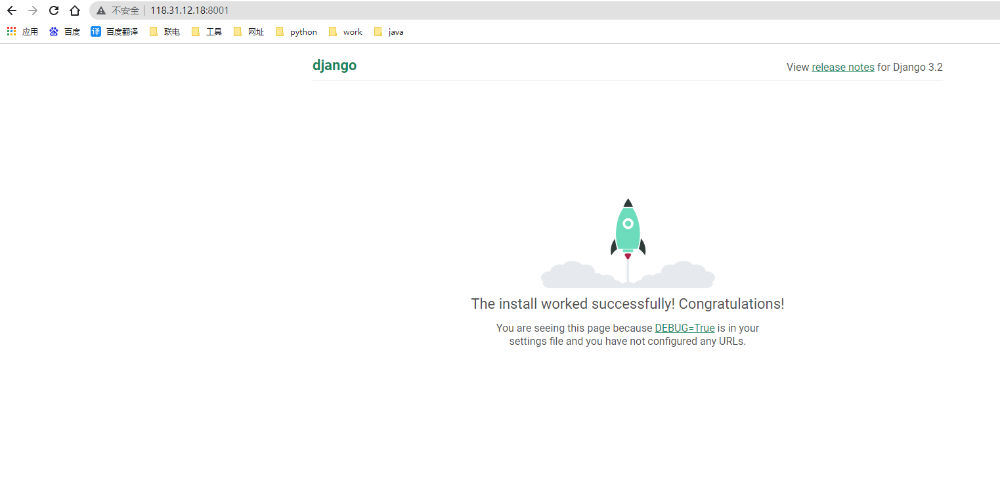 不安全 118.31.12.18:8001
应用 百度 译 百度翻译 联电 工具 网址 python work java
django View release notes for Django 3.2
The install worked successfully! Congratulations!
You are seeing this page because DEBUG=True is in your
settings file and you have not configured any URLs.